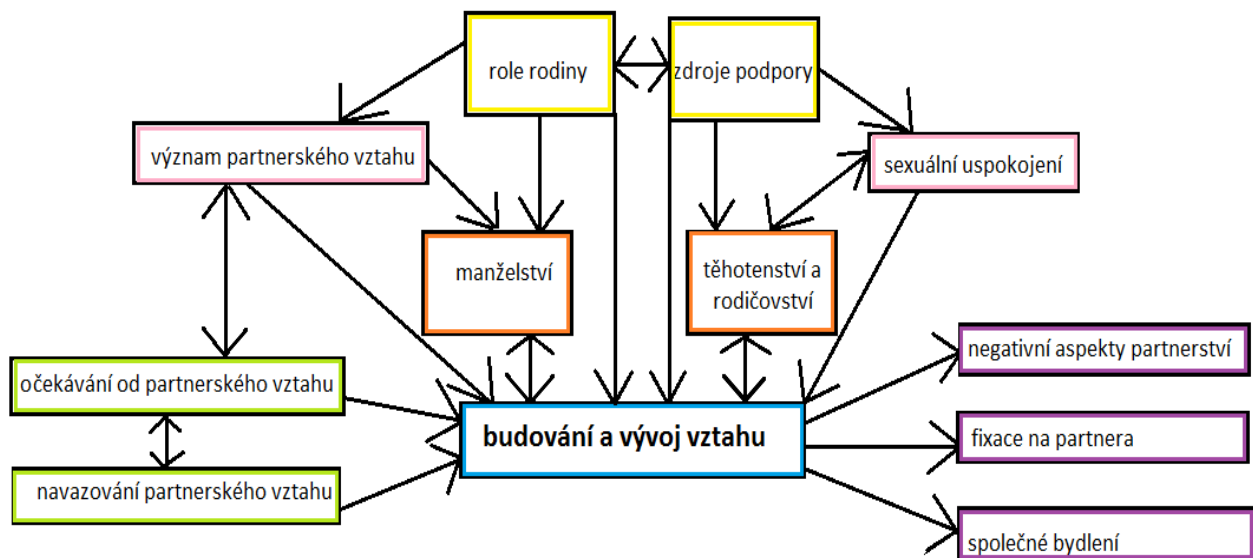 role rodiny
zdroje podpory
význam partnerského vztahu
sexuální uspokojení
manželství
těhotenství a
rodičovství
negativní aspekty partnerství
očekávání od partnerského vztahu
budování a vývoj vztahu
fixace na partnera
navazování partnerského vztahu
společné bydlení